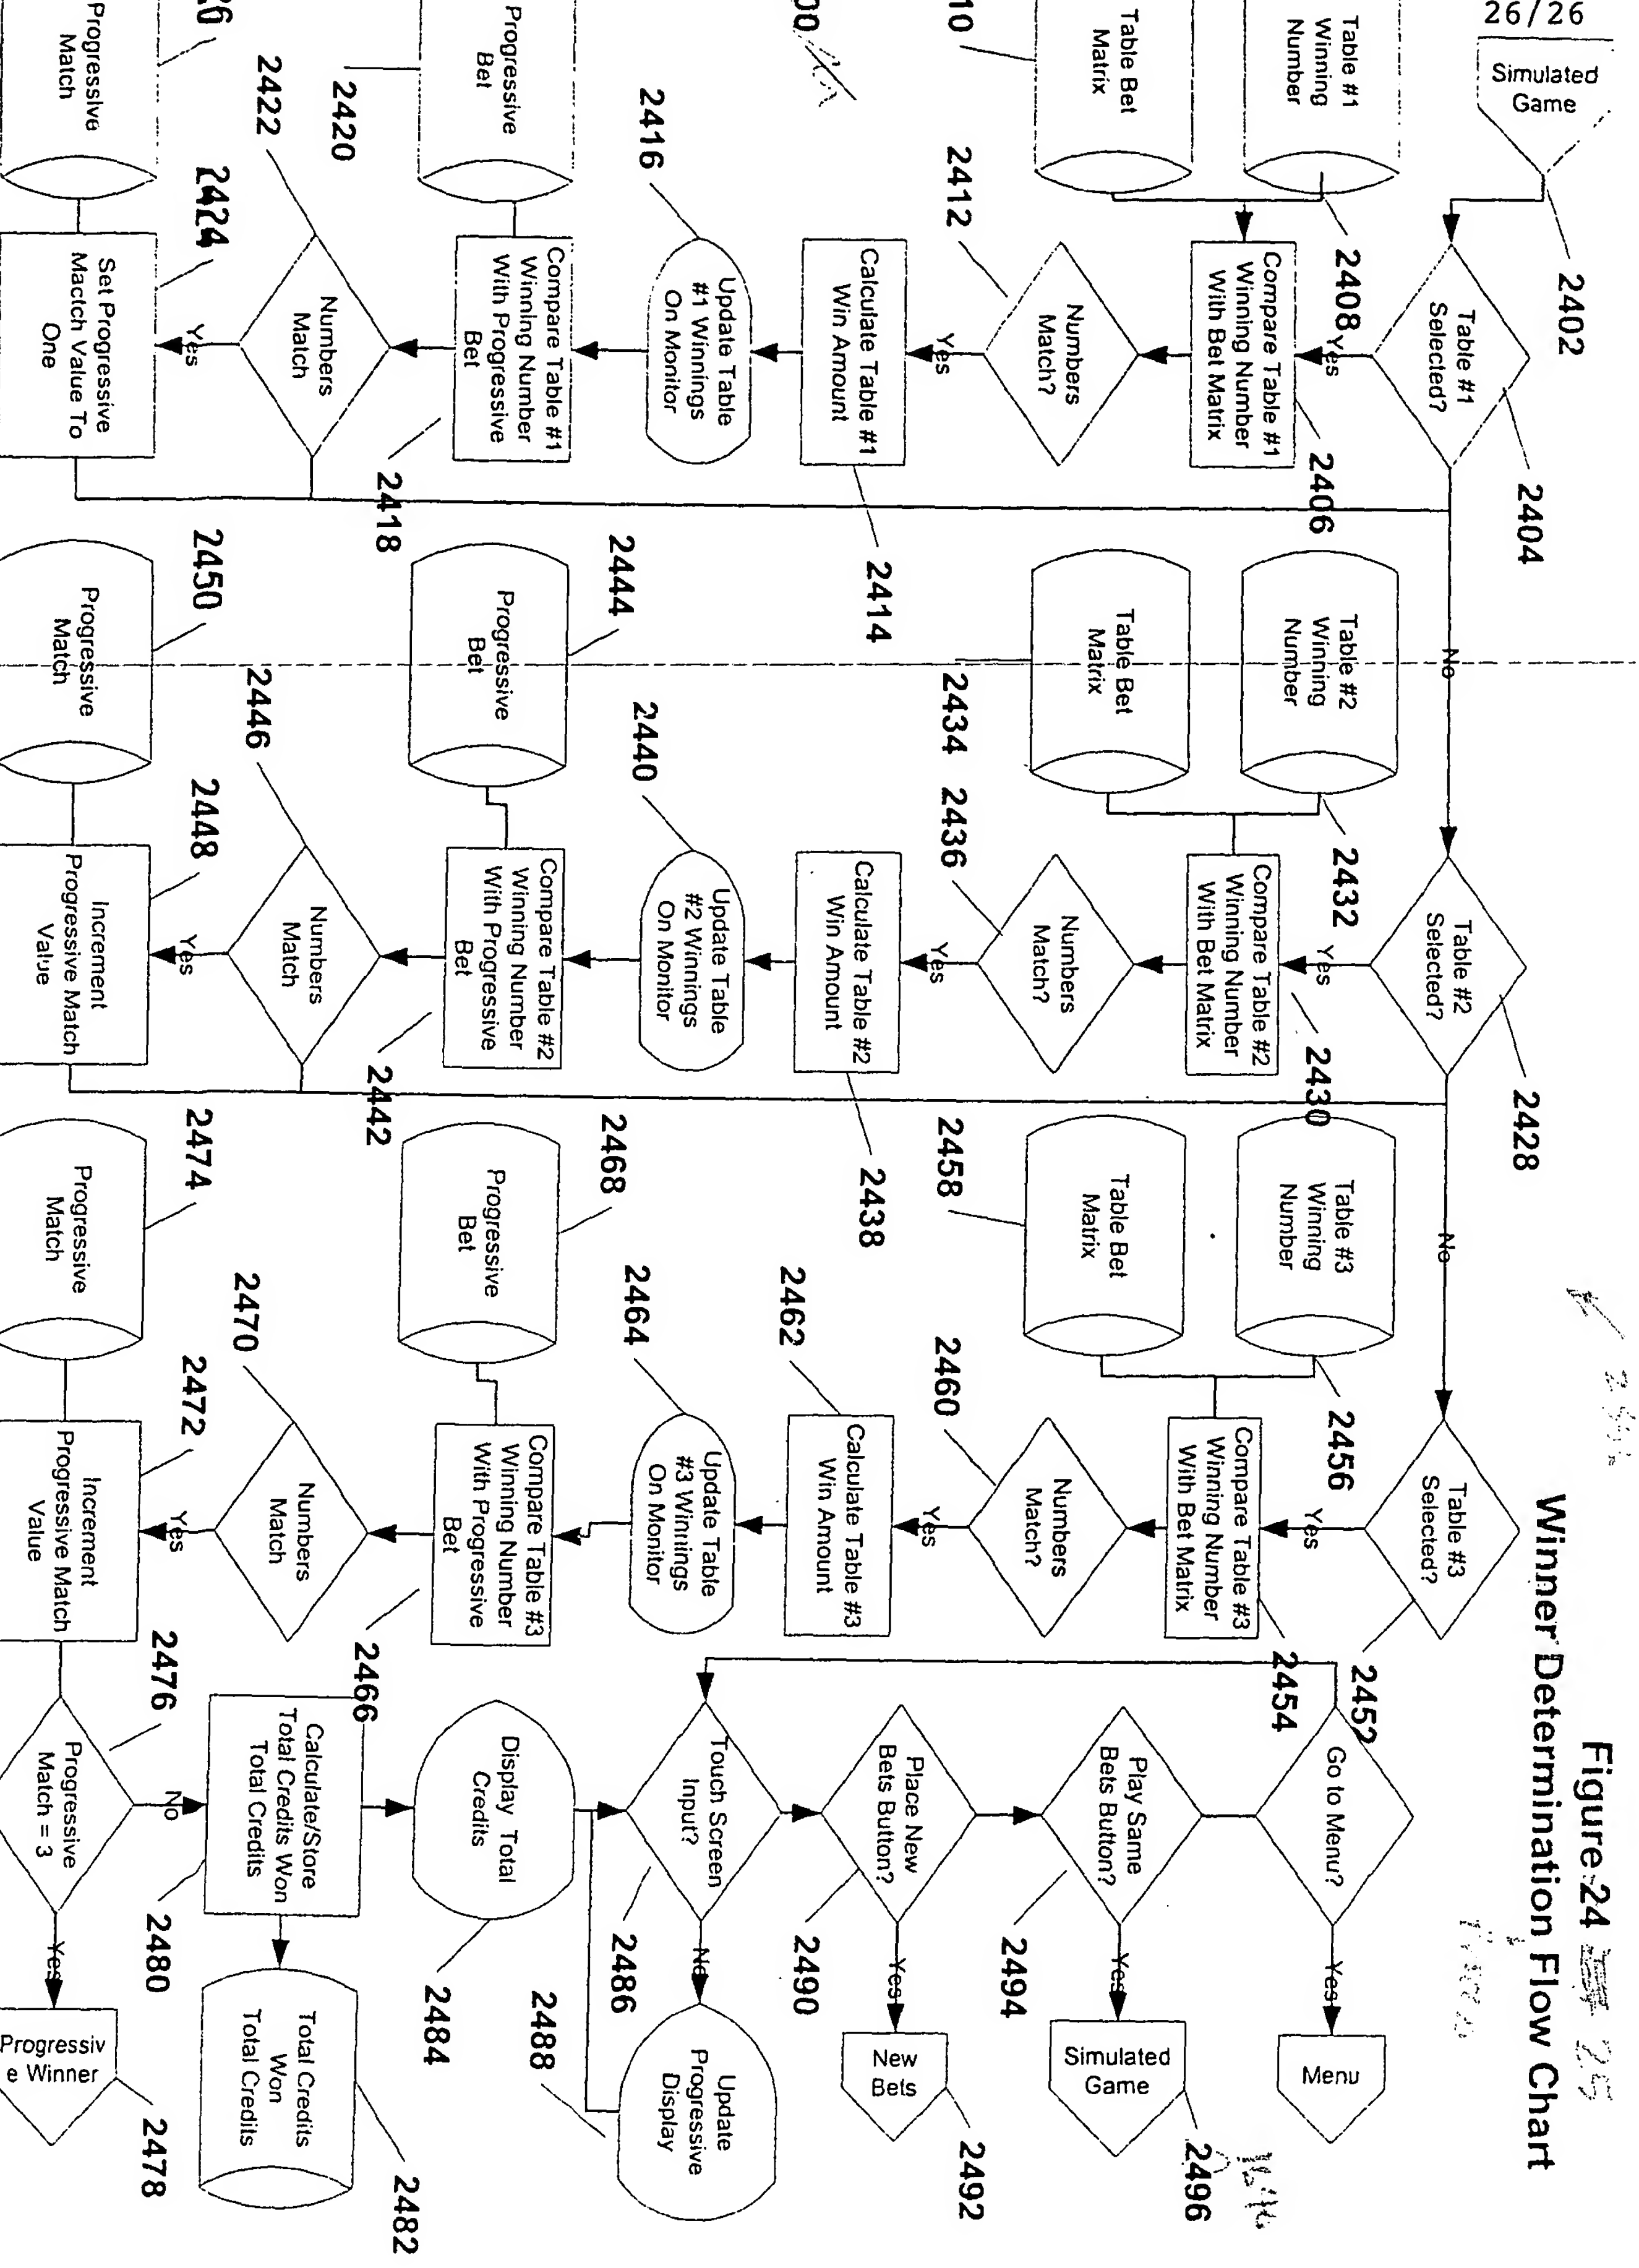 26/26
Figure 24
Winner Determination Flow Chart
Simulated
Game
2402
Table #1
Selected?
2404
Yes
No
Table #1
Winning
Number
2408
Table Bet
Matrix
10
Compare Table #1
Winning Number
With Bet Matrix
2406
Numbers
Match?
2412
Yes
Calculate Table #1
Win Amount
2414
Update Table
#1 Winnings
On Monitor
2416
Progressive
Bet
2420
Compare Table #1
Winning Number
With Progressive
Bet
2418
Numbers
Match
2422
Yes
Progressive
Match
26
Set Progressive
Mactch Value To
One
2424
00
Table #2
Selected?
2428
Yes
No
Table #2
Winning
Number
2432
Table Bet
Matrix
2434
Compare Table #2
Winning Number
With Bet Matrix
2430
Numbers
Match?
2436
Yes
Calculate Table #2
Win Amount
2438
Update Table
#2 Winnings
On Monitor
2440
Progressive
Bet
2444
Compare Table #2
Winning Number
With Progressive
Bet
2442
Numbers
Match
2446
Yes
Progressive
Match
2450
Increment
Progressive Match
Value
2448
Table #3
Selected?
2452
Yes
Table #3
Winning
Number
2456
Table Bet
Matrix
2458
Compare Table #3
Winning Number
With Bet Matrix
2454
Numbers
Match?
2460
Yes
Calculate Table #3
Win Amount
2462
Update Table
#3 Winnings
On Monitor
2464
Progressive
Bet
2468
Compare Table #3
Winning Number
With Progressive
Bet
2466
Numbers
Match
2470
Yes
Progressive
Match
2474
Increment
Progressive Match
Value
2472
Progressive
Match = 3
2476
Yes
No
Progressiv
e Winner
2478
Calculate/Store
Total Credits Won
Total Credits
2480
Total Credits
Won
Total Credits
2482
Display Total
Credits
2484
Touch Screen
Input?
2486
No
Update
Progressive
Display
2488
Place New
Bets Button?
2490
Yes
New
Bets
2492
Play Same
Bets Button?
2494
Yes
Simulated
Game
2496
Go to Menu?
Yes
Menu